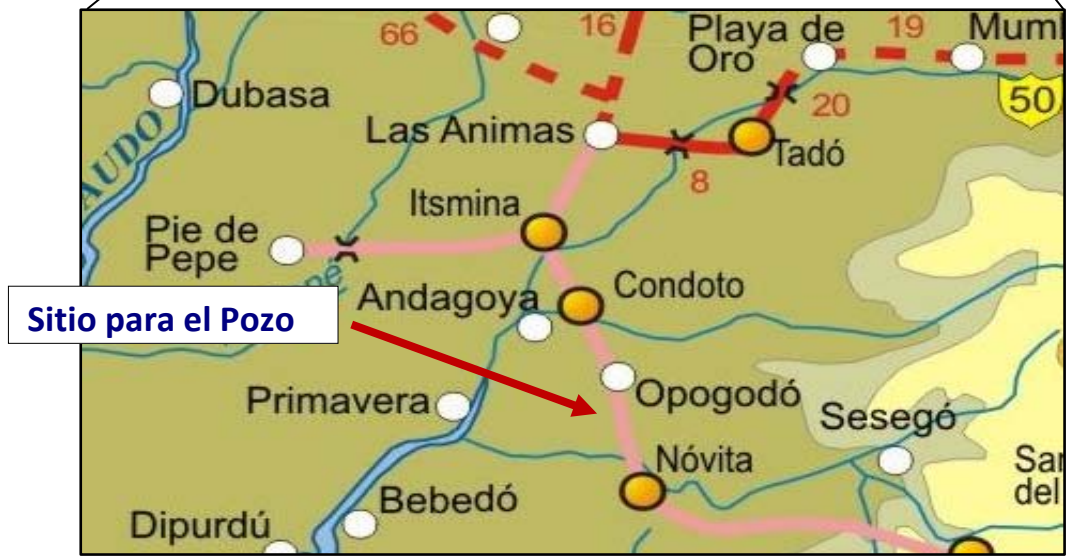 66
16
Playa de
Oro
19
Dubasa
20
50
Las Animas
Tadó
8
AUDO
Itsmina
Pie de
Pepe
Andagoya
Condoto
Sitio para el Pozo
Primavera
Opogodó
Sesegó
Nóvita
Bebedó
Dipurdú
del